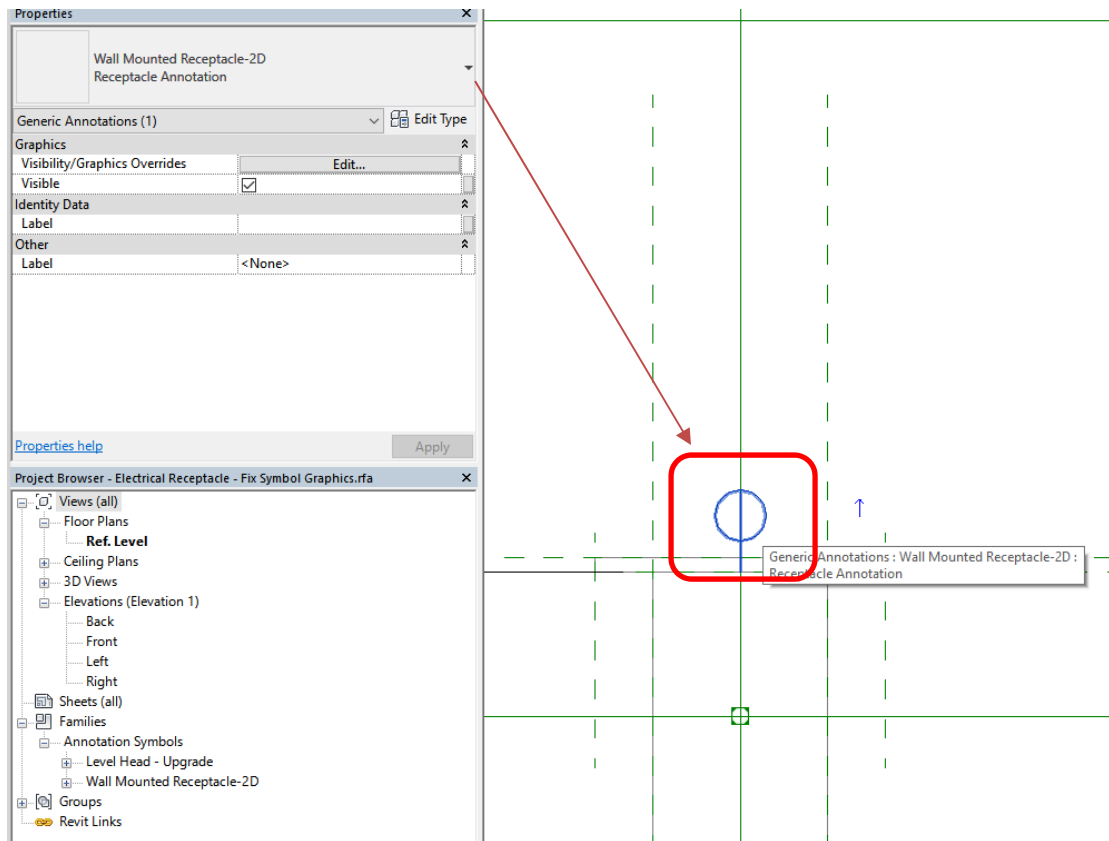 Properties
Wall Mounted Receptacle-2D
Receptacle Annotation
Generic Annotations (1)
Edit Type
Graphics
Visibility/Graphics Overrides
Edit...
Visible
Identity Data
Label
Other
Label
<None>
Properties help
Apply
Project Browser - Electrical Receptacle - Fix Symbol Graphics.rfa
Views (all)
Floor Plans
Ref. Level
Ceiling Plans
3D Views
Elevations (Elevation 1)
Back
Front
Left
Right
Sheets (all)
Families
Annotation Symbols
Level Head - Upgrade
Wall Mounted Receptacle-2D
Groups
Revit Links
Generic Annotations : Wall Mounted Receptacle-2D :
Receptacle Annotation